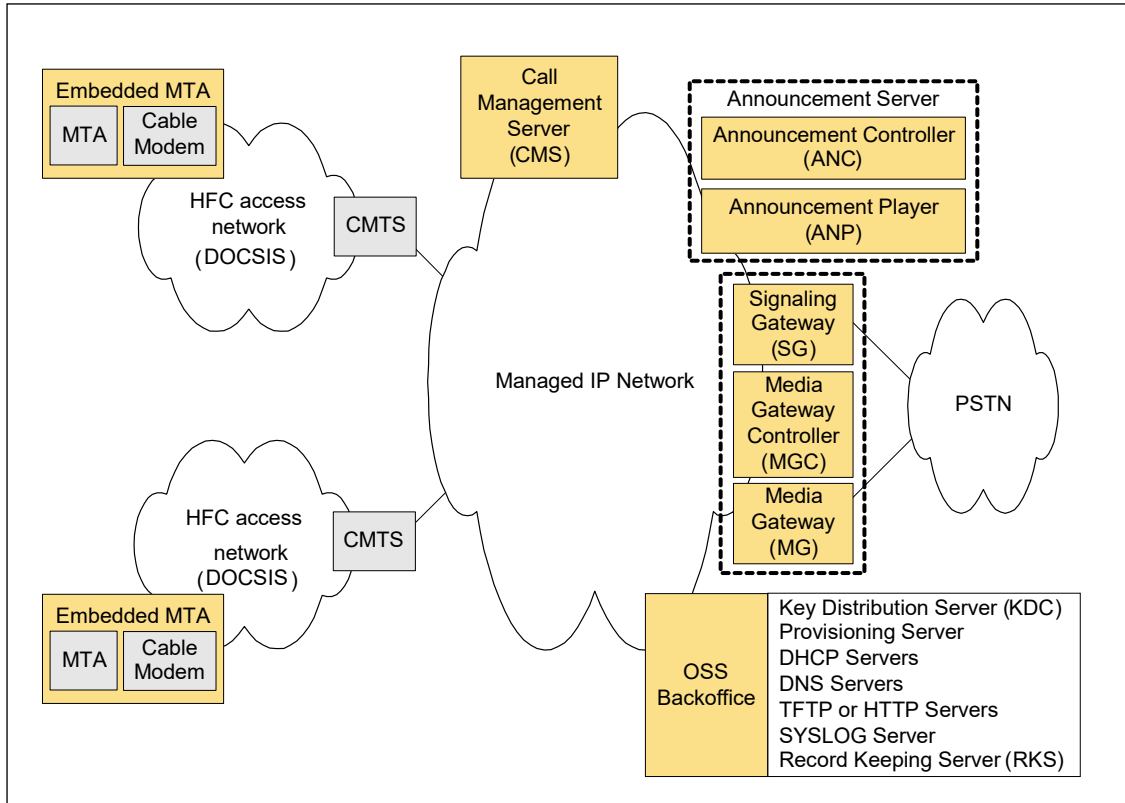 Embedded MTA
MTA
Cable
Modem
HFC access
network
(DOCSIS)
CMTS
Call
Management
Server
(CMS)
Announcement Server
Announcement Controller
(ANC)
Announcement Player
(ANP)
Managed IP Network
Signaling
Gateway
(SG)
Media
Gateway
Controller
(MGC)
Media
Gateway
(MG)
PSTN
HFC access
network
(DOCSIS)
CMTS
Embedded MTA
MTA
Cable
Modem
OSS
Backoffice
Key Distribution Server (KDC)
Provisioning Server
DHCP Servers
DNS Servers
TFTP or HTTP Servers
SYSLOG Server
Record Keeping Server (RKS)